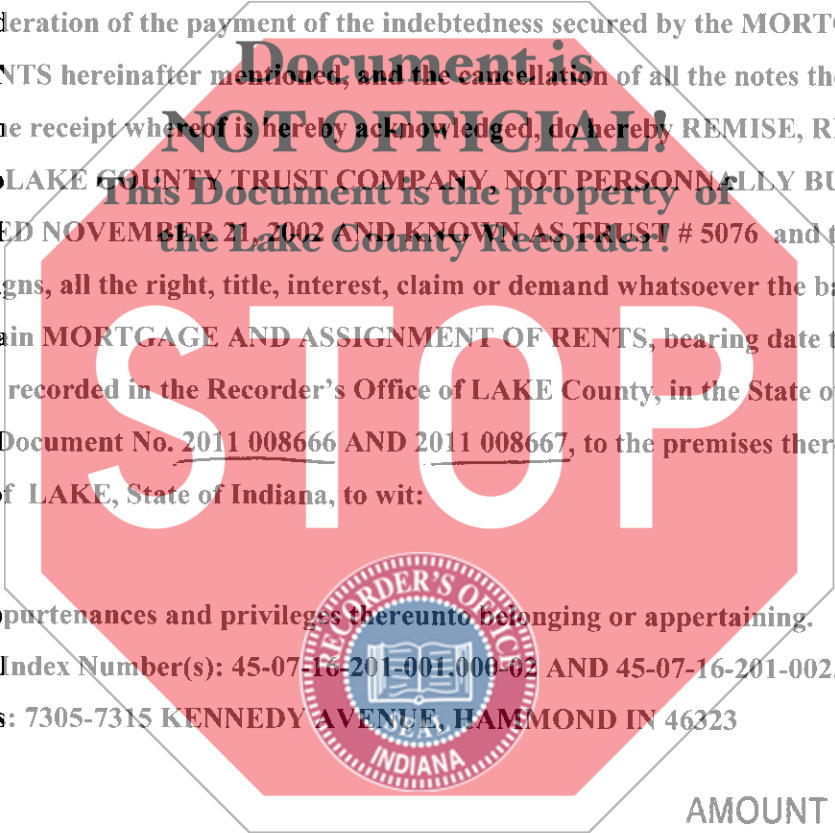 leration of the payment of the indebtedness secured by the MORT
Document is
NTS hereinafter mentioned, and the cancellation of all the notes the
NOT OFFICIAL!
e receipt whereof is hereby acknowledged, do hereby REMISE, R
This Document is the property of
LAKE COUNTY TRUST COMPANY, NOT PERSONNALLY BU
the Lake County Recorder!
ED NOVEMBER 21, 2002 AND KNOWN AS TRUST # 5076 and t
gns, all the right, title, interest, claim or demand whatsoever the ba
ain MORTGAGE AND ASSIGNMENT OF RENTS, bearing date t
recorded in the Recorder's Office of LAKE County, in the State o
STOP
Document No. 2011 008666 AND 2011 008667, to the premises ther
f LAKE, State of Indiana, to wit:
purtenances and privileges thereunto belonging or appertaining.
RECORDER'S OFFICE
Index Number(s): 45-07-16-201-001.000-02 AND 45-07-16-201-002.
SEAL
s: 7305-7315 KENNEDY AVENUE, HAMMOND IN 46323
INDIANA
AMOUNT